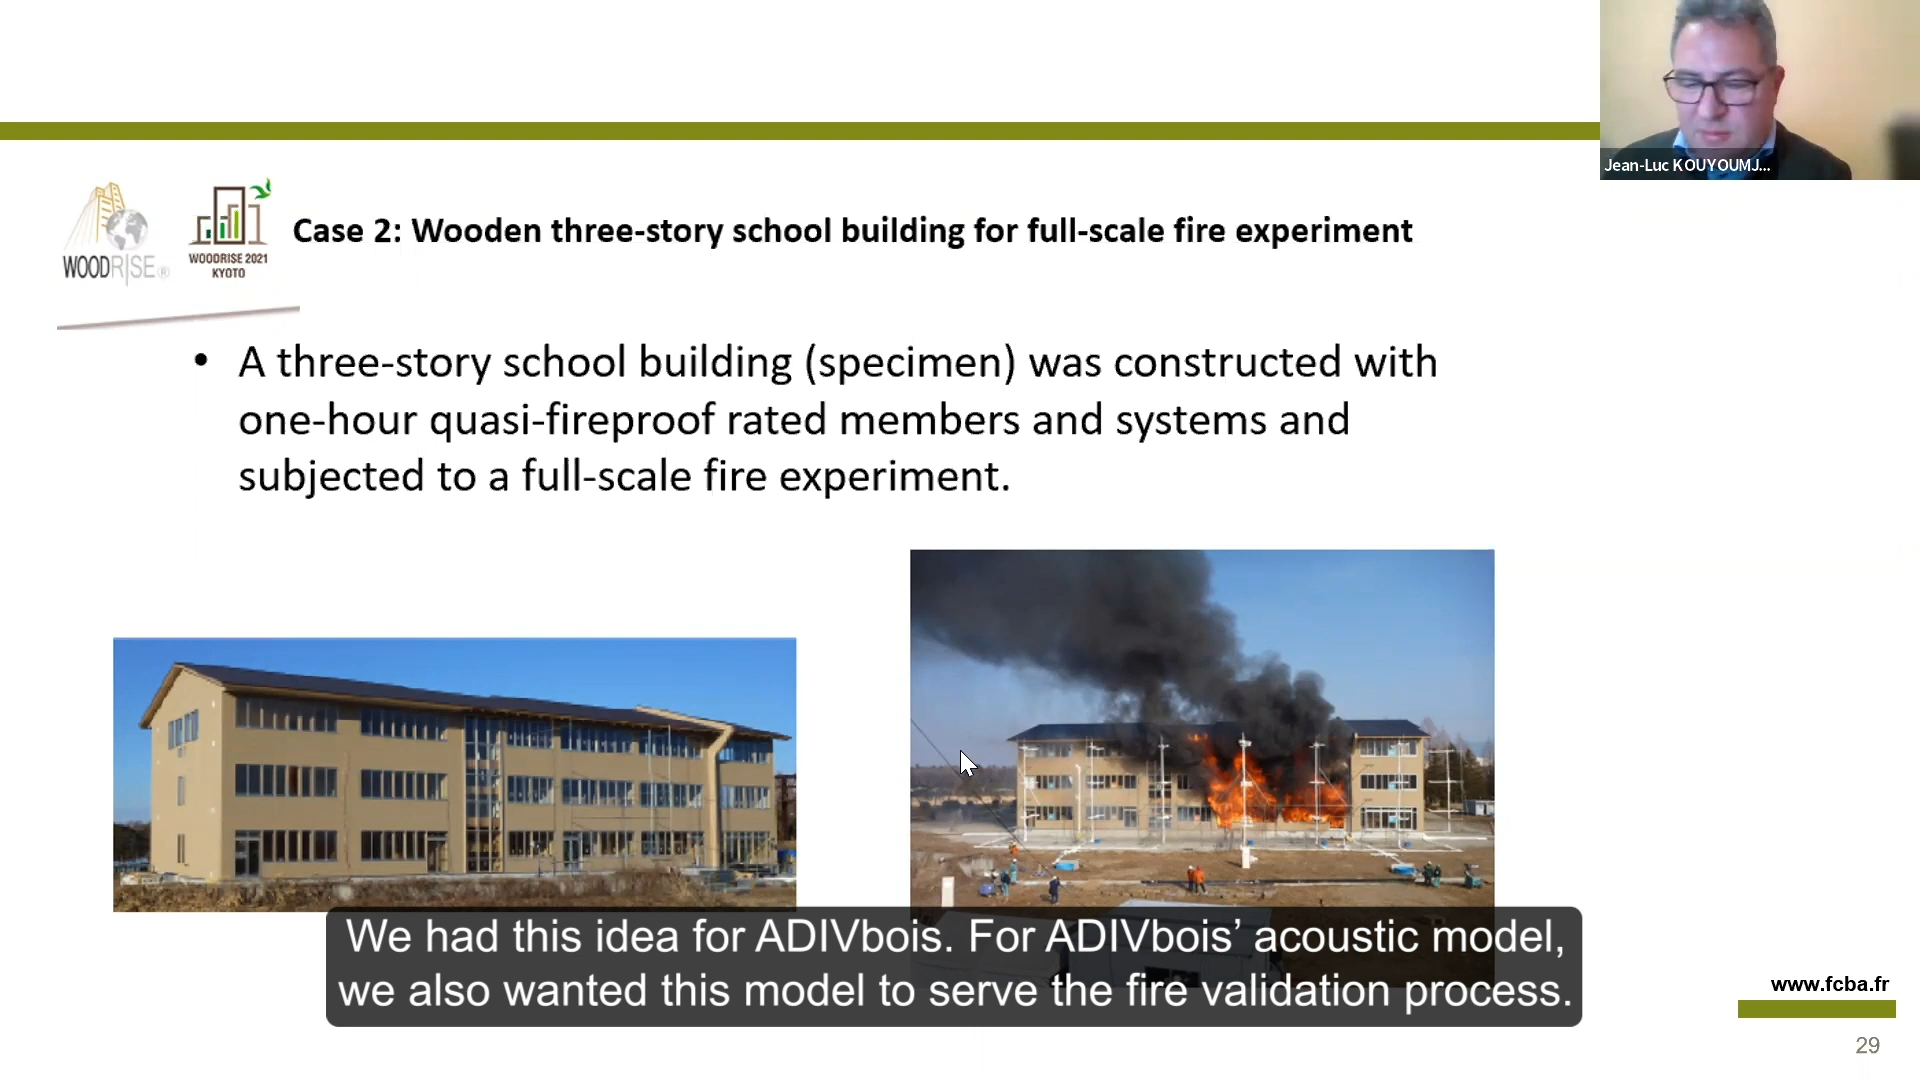 Jean-Luc KOUYOUMJ...
WOODRISE®
WOODRISE 2021
KYOTO
Case 2: Wooden three-story school building for full-scale fire experiment
• A three-story school building (specimen) was constructed with
one-hour quasi-fireproof rated members and systems and
subjected to a full-scale fire experiment.
We had this idea for ADIVbois. For ADIVbois’ acoustic model,
we also wanted this model to serve the fire validation process.
www.fcba.fr
29